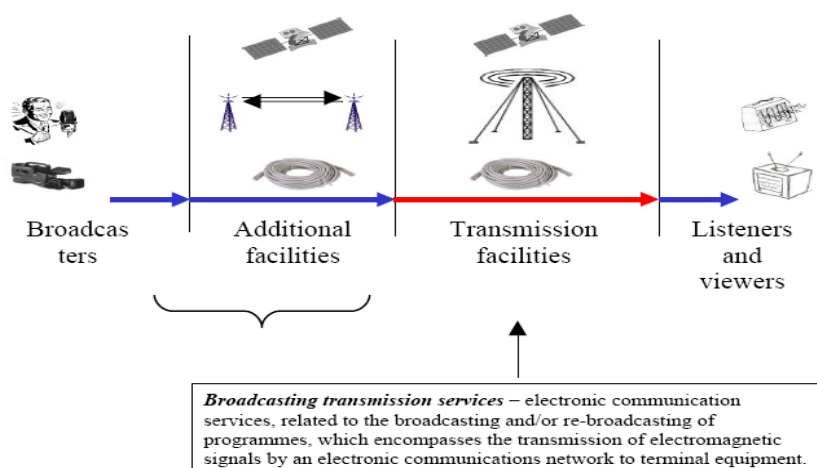 Broadcas
ters
Additional
facilities
Transmission
facilities
Listeners
and
viewers
Broadcasting transmission services – electronic communication
services, related to the broadcasting and/or re-broadcasting of
programmes, which encompasses the transmission of electromagnetic
signals by an electronic communications network to terminal equipment.